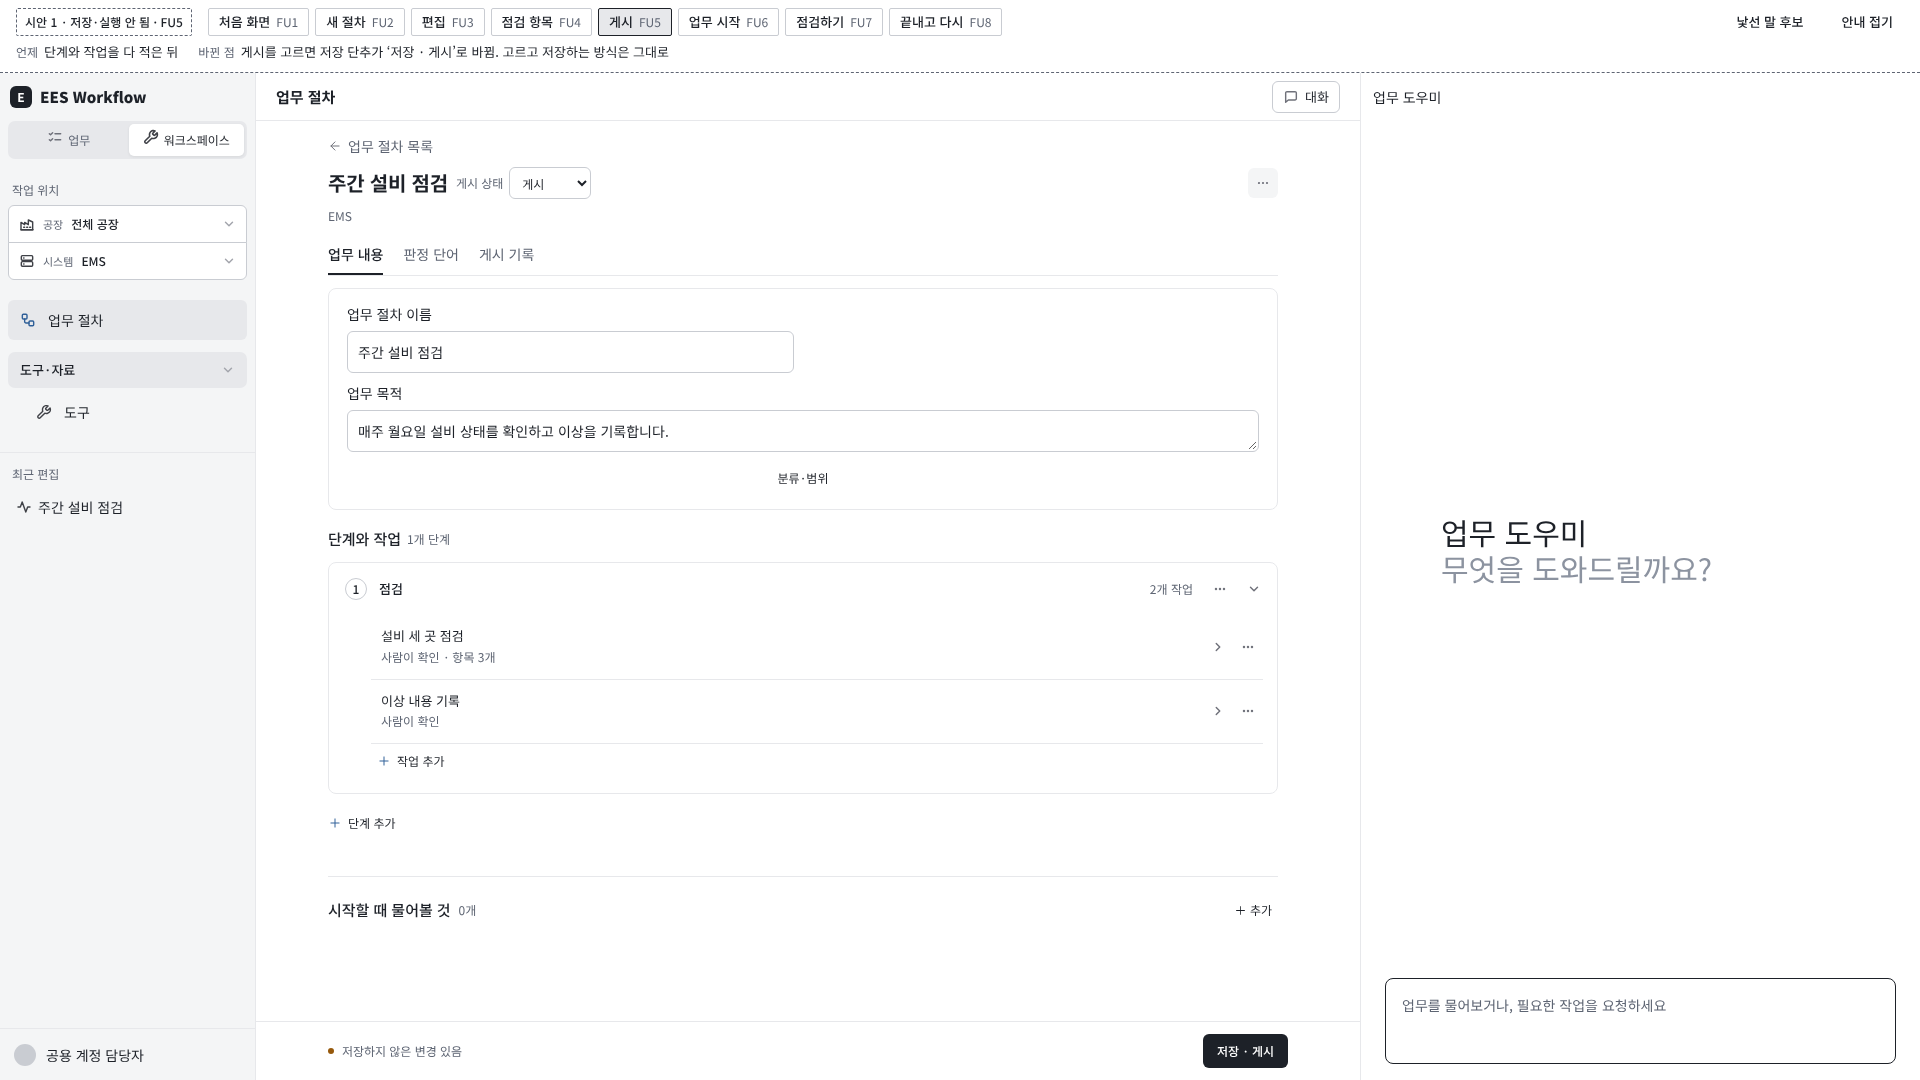 시안 1 · 저장·실행 안 됨 · FU5
처음 화면 FU1
새 절차 FU2
편집 FU3
점검 항목 FU4
게시 FU5
업무 시작 FU6
점검하기 FU7
끝내고 다시 FU8
낯선 말 후보
안내 접기
언제 단계와 작업을 다 적은 뒤
바뀐 점 게시를 고르면 저장 단추가 ‘저장 · 게시’로 바뀜. 고르고 저장하는 방식은 그대로
E EES Workflow
업무
워크스페이스
작업 위치
공장 전체 공장
시스템 EMS
업무 절차
도구·자료
도구
최근 편집
주간 설비 점검
공용 계정 담당자
업무 절차
대화
업무 절차 목록
주간 설비 점검 게시 상태 게시
EMS
업무 내용
판정 단어
게시 기록
업무 절차 이름
주간 설비 점검
업무 목적
매주 월요일 설비 상태를 확인하고 이상을 기록합니다.
분류·범위
단계와 작업 1개 단계
1 점검 2개 작업
설비 세 곳 점검
사람이 확인 · 항목 3개
이상 내용 기록
사람이 확인
작업 추가
단계 추가
시작할 때 물어볼 것 0개
추가
저장하지 않은 변경 있음
저장 · 게시
업무 도우미
업무 도우미
무엇을 도와드릴까요?
업무를 물어보거나, 필요한 작업을 요청하세요